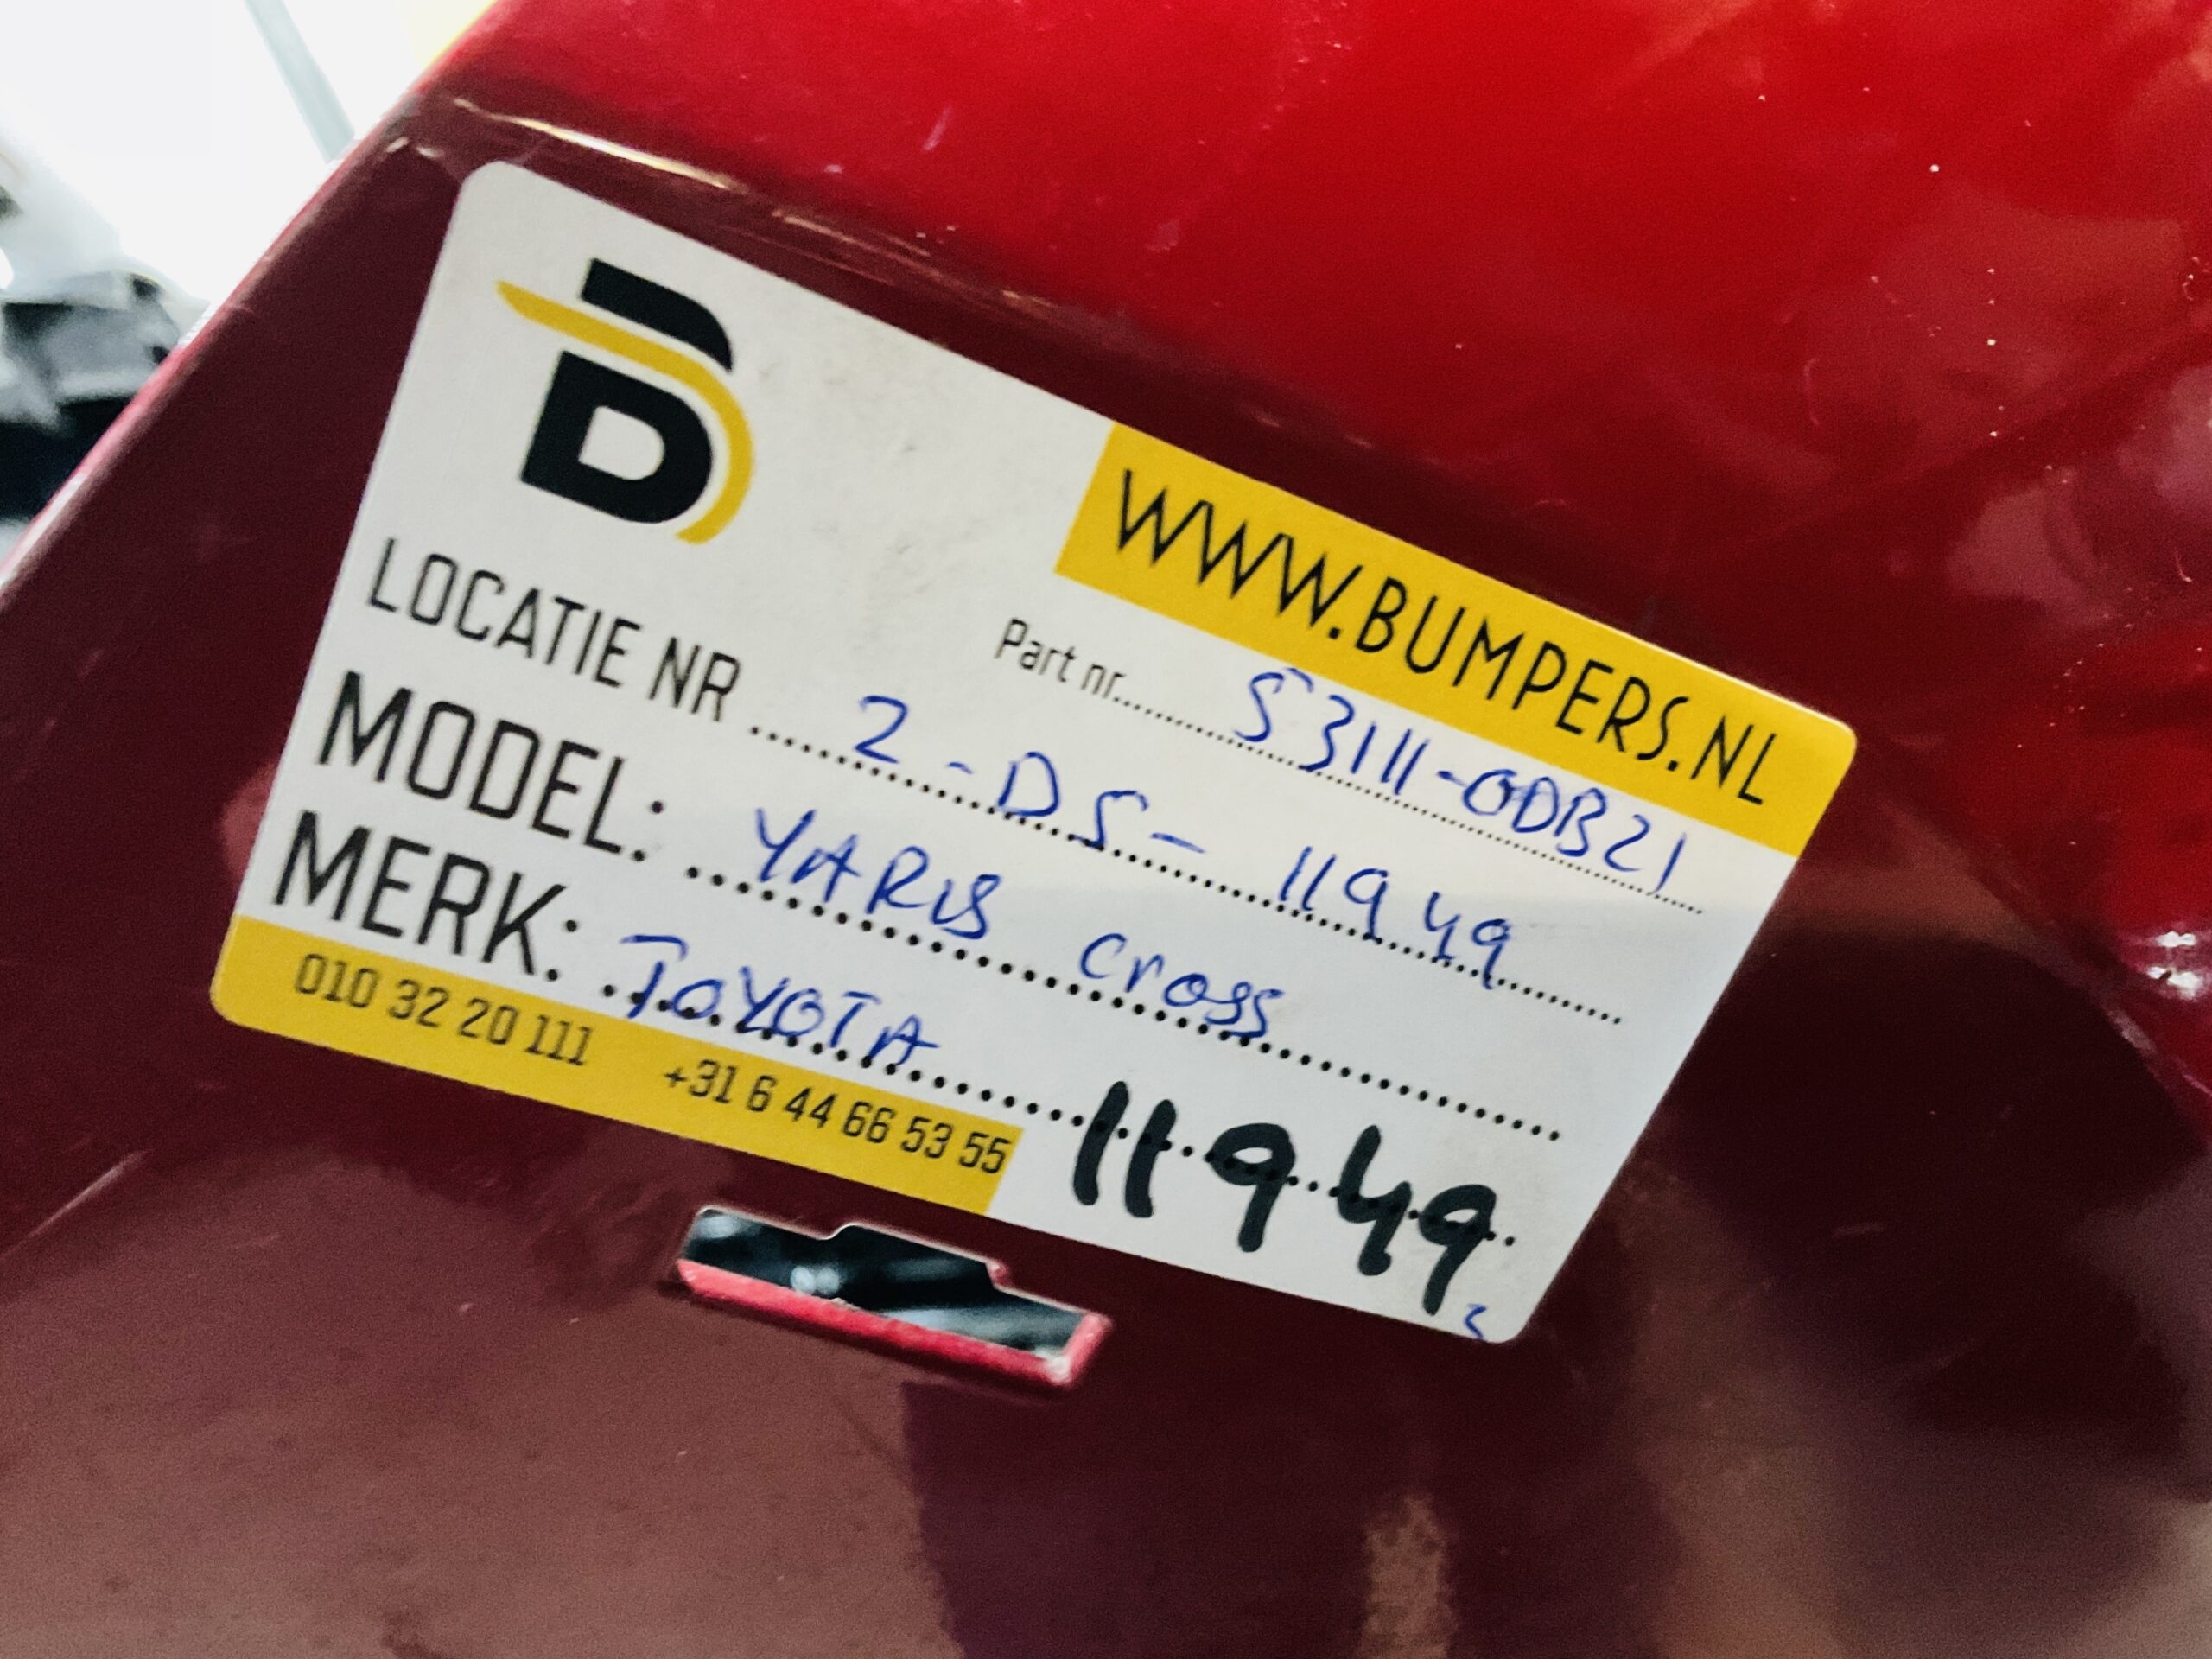 B
WWW.BUMPERS.NL
Part nr. 53111-0DB21
LOCATIE NR 2-DS-11949
MODEL: YARIS Cross
MERK: TOYOTA
11949
010 32 20 111 +31 6 44 66 53 55